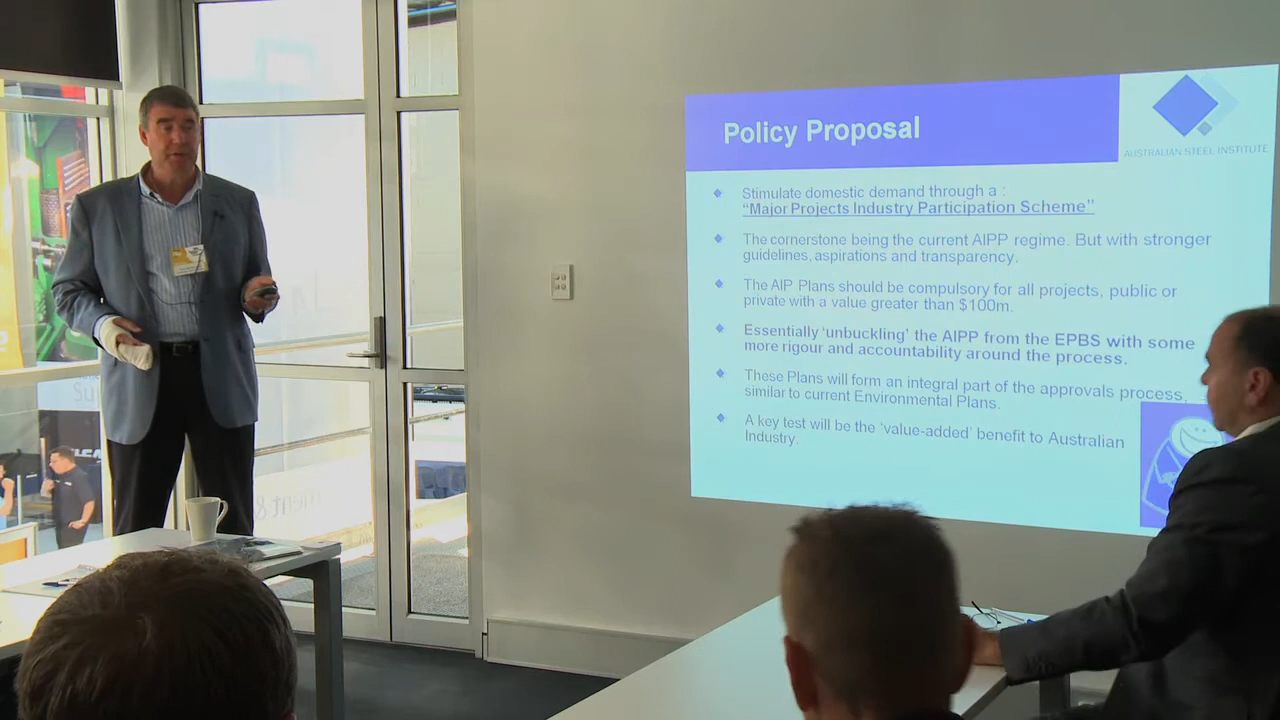 Policy Proposal
AUSTRALIAN STEEL INSTITUTE
Stimulate domestic demand through a :
“Major Projects Industry Participation Scheme”
The cornerstone being the current AIPP regime. But with stronger
guidelines, aspirations and transparency.
The AIP Plans should be compulsory for all projects, public or
private with a value greater than $100m.
Essentially ‘unbuckling’ the AIPP from the EPBS with some
more rigour and accountability around the process.
These Plans will form an integral part of the approvals process,
similar to current Environmental Plans.
A key test will be the ‘value-added’ benefit to Australian
Industry.